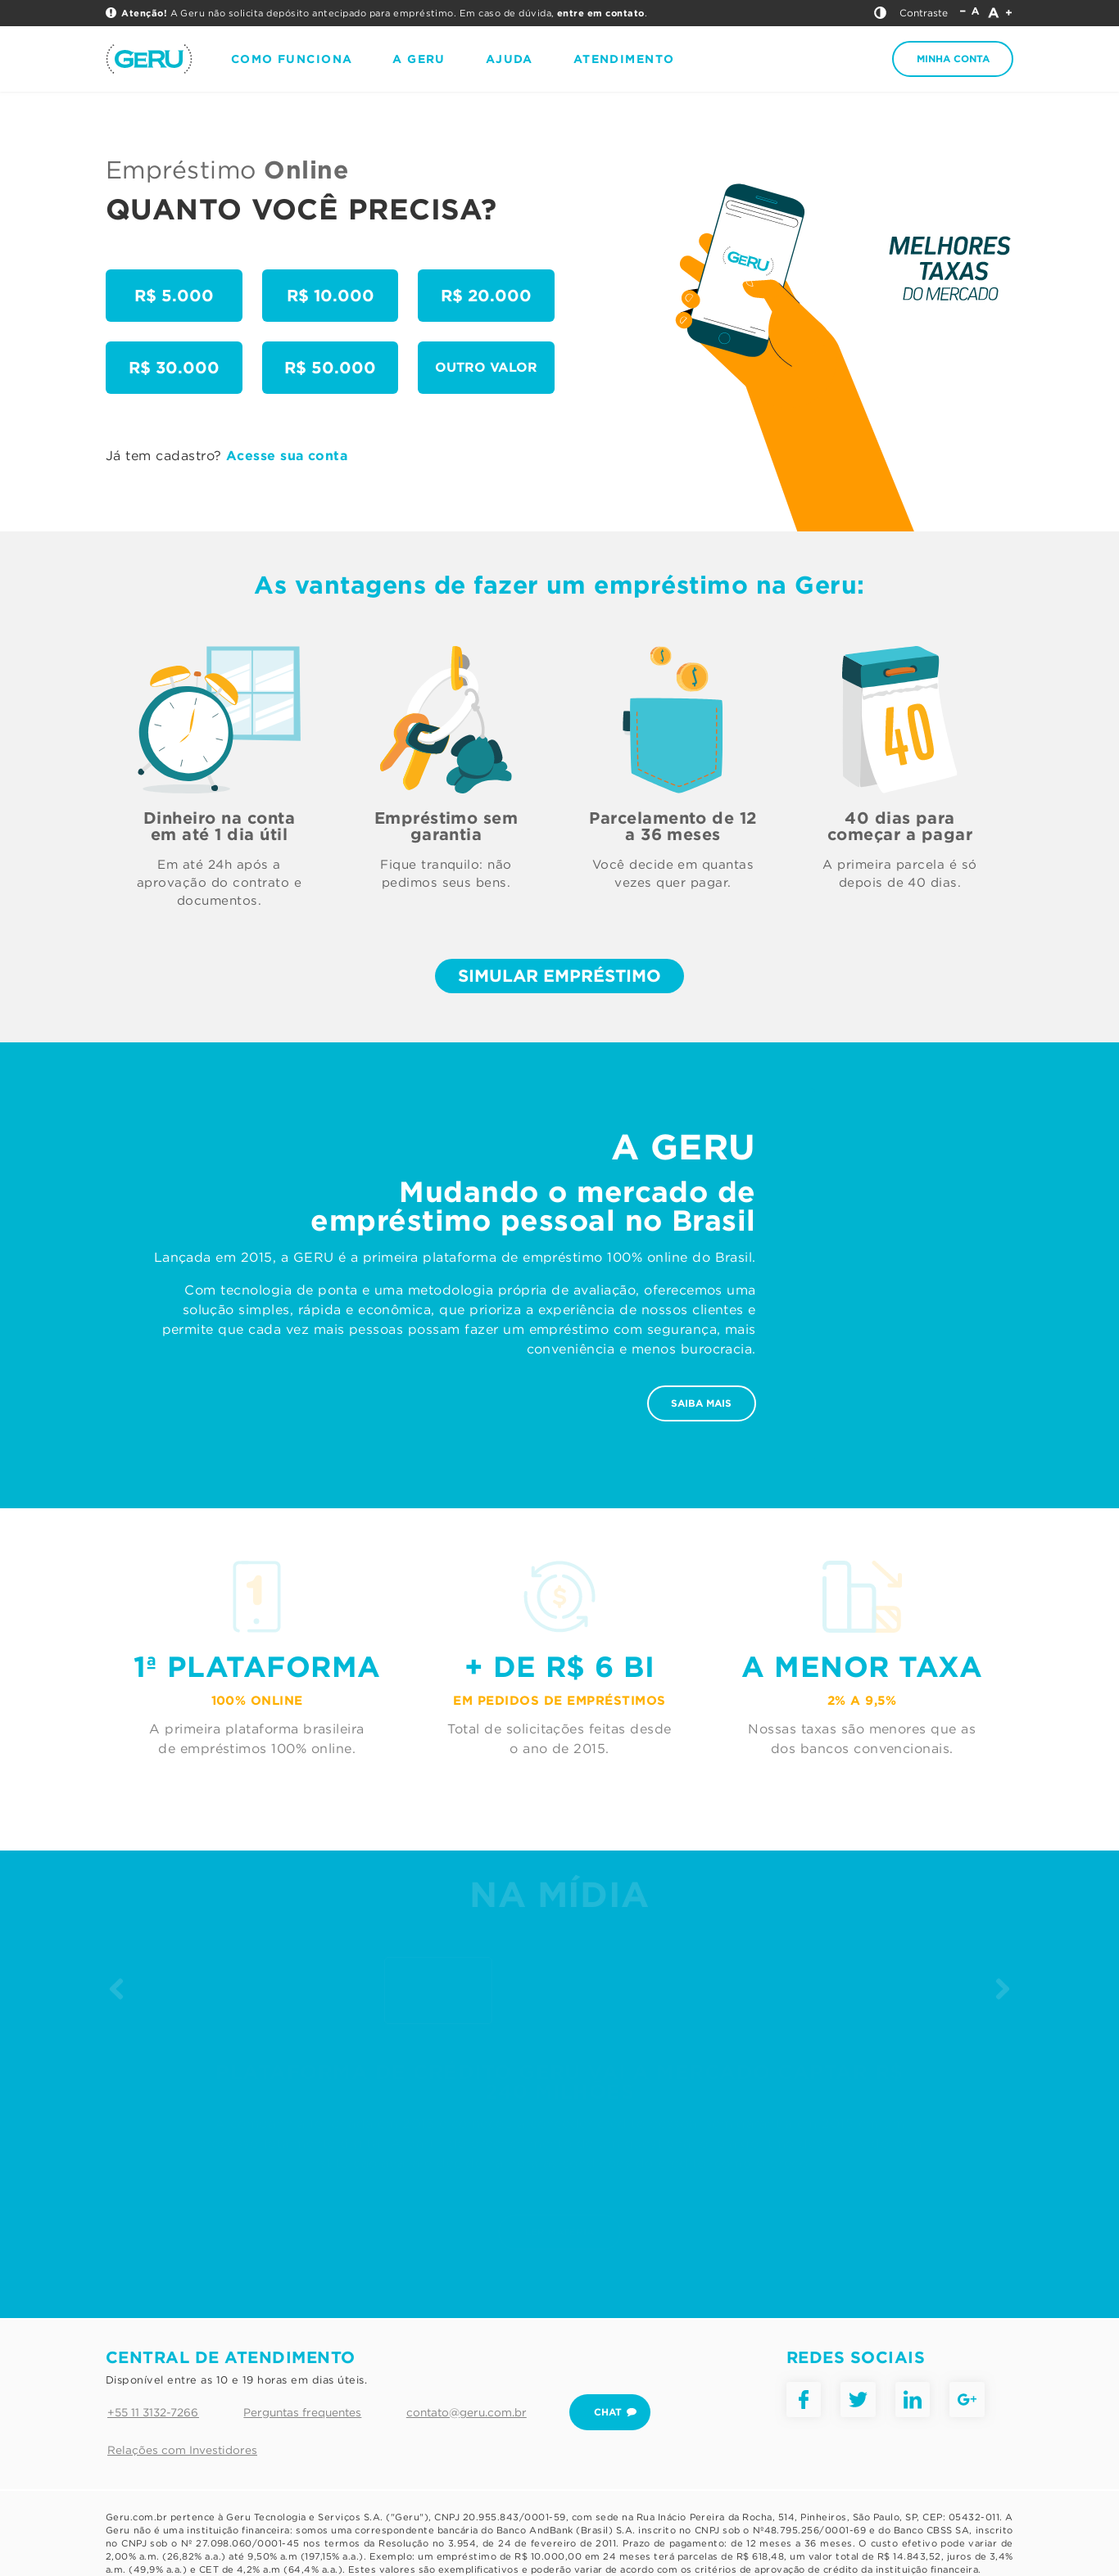 Atenção! A Geru não solicita depósito antecipado para empréstimo. Em caso de dúvida, entre em contato.
Contraste - A A +
GERU
COMO FUNCIONA
A GERU
AJUDA
ATENDIMENTO
MINHA CONTA
Empréstimo Online
QUANTO VOCÊ PRECISA?
R$ 5.000
R$ 10.000
R$ 20.000
R$ 30.000
R$ 50.000
OUTRO VALOR
Já tem cadastro? Acesse sua conta
GERU
MELHORES
TAXAS
DO MERCADO
As vantagens de fazer um empréstimo na Geru:
40
Dinheiro na conta
em até 1 dia útil
Em até 24h após a
aprovação do contrato e
documentos.
Empréstimo sem
garantia
Fique tranquilo: não
pedimos seus bens.
Parcelamento de 12
a 36 meses
Você decide em quantas
vezes quer pagar.
40 dias para
começar a pagar
A primeira parcela é só
depois de 40 dias.
SIMULAR EMPRÉSTIMO
A GERU
Mudando o mercado de
empréstimo pessoal no Brasil
Lançada em 2015, a GERU é a primeira plataforma de empréstimo 100% online do Brasil.
Com tecnologia de ponta e uma metodologia própria de avaliação, oferecemos uma
solução simples, rápida e econômica, que prioriza a experiência de nossos clientes e
permite que cada vez mais pessoas possam fazer um empréstimo com segurança, mais
conveniência e menos burocracia.
SAIBA MAIS
1
$
1ª PLATAFORMA
100% ONLINE
A primeira plataforma brasileira
de empréstimos 100% online.
+ DE R$ 6 BI
EM PEDIDOS DE EMPRÉSTIMOS
Total de solicitações feitas desde
o ano de 2015.
A MENOR TAXA
2% A 9,5%
Nossas taxas são menores que as
dos bancos convencionais.
NA MÍDIA
CENTRAL DE ATENDIMENTO
Disponível entre as 10 e 19 horas em dias úteis.
+55 11 3132-7266
Perguntas frequentes
contato@geru.com.br
CHAT
Relações com Investidores
REDES SOCIAIS
f
in
G+
Geru.com.br pertence à Geru Tecnologia e Serviços S.A. ("Geru"), CNPJ 20.955.843/0001-59, com sede na Rua Inácio Pereira da Rocha, 514, Pinheiros, São Paulo, SP, CEP: 05432-011. A
Geru não é uma instituição financeira: somos uma correspondente bancária do Banco AndBank (Brasil) S.A. inscrito no CNPJ sob o Nº48.795.256/0001-69 e do Banco CBSS SA, inscrito
no CNPJ sob o Nº 27.098.060/0001-45 nos termos da Resolução no 3.954, de 24 de fevereiro de 2011. Prazo de pagamento: de 12 meses a 36 meses. O custo efetivo pode variar de
2,00% a.m. (26,82% a.a.) até 9,50% a.m (197,15% a.a.). Exemplo: um empréstimo de R$ 10.000,00 em 24 meses terá parcelas de R$ 618,48, um valor total de R$ 14.843,52, juros de 3,4%
a.m. (49,9% a.a.) e CET de 4,2% a.m (64,4% a.a.). Estes valores são exemplificativos e poderão variar de acordo com os critérios de aprovação de crédito da instituição financeira.